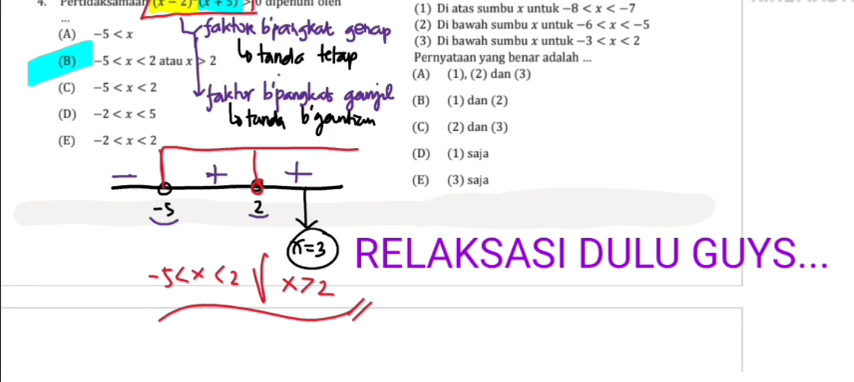 4. Pertidaksamaan (x − 2)² (x + 5) > 0 dipenuhi oleh
...
(A) −5 < x
(B) −5 < x < 2 atau x > 2
(C) −5 < x < 2
(D) −2 < x < 5
(E) −2 < x < 2
faktor b'pangkat genap
↳ tanda tetap
faktor b'pangkat ganjil
↳ tanda b'gantian
− + +
−5 2
x=3
−5<x<2 √ x>2
(1) Di atas sumbu x untuk −8 < x < −7
(2) Di bawah sumbu x untuk −6 < x < −5
(3) Di bawah sumbu x untuk −3 < x < 2
Pernyataan yang benar adalah ...
(A) (1), (2) dan (3)
(B) (1) dan (2)
(C) (2) dan (3)
(D) (1) saja
(E) (3) saja
RELAKSASI DULU GUYS...